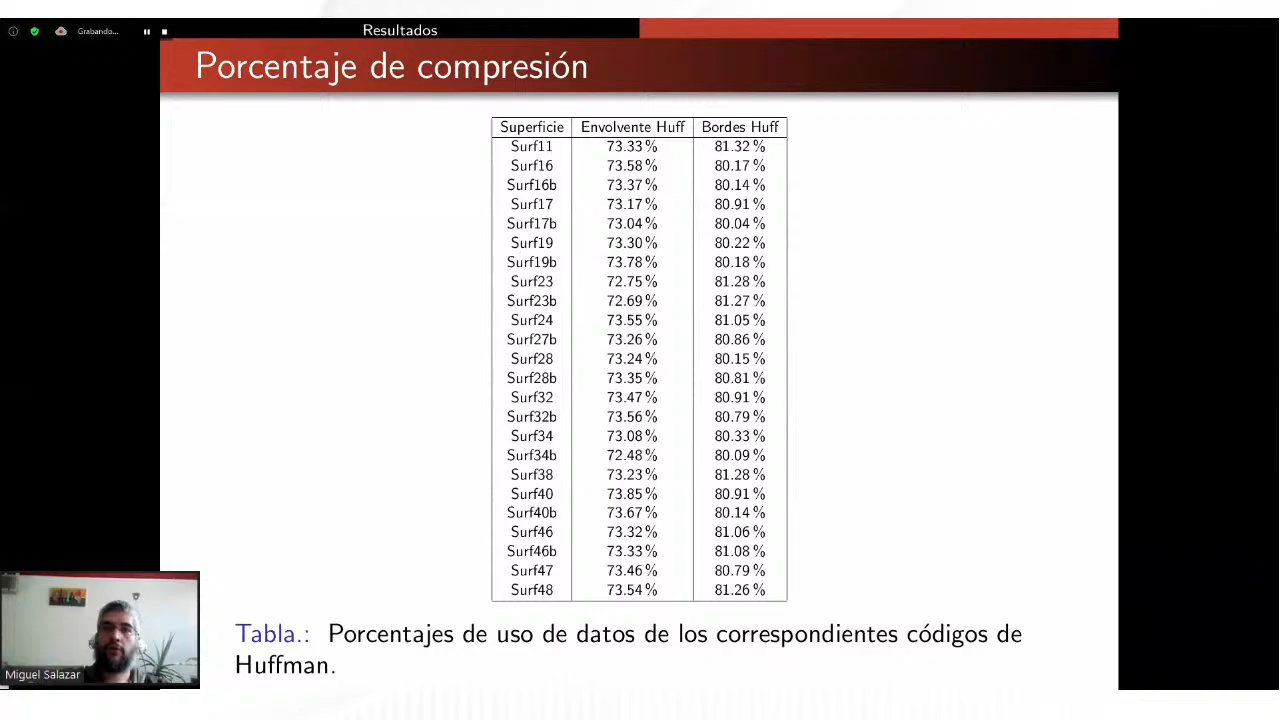 Grabando...
Resultados
Porcentaje de compresión
Superficie Envolvente Huff Bordes Huff
Surf11 73.33 % 81.32 %
Surf16 73.58 % 80.17 %
Surf16b 73.37 % 80.14 %
Surf17 73.17 % 80.91 %
Surf17b 73.04 % 80.04 %
Surf19 73.30 % 80.22 %
Surf19b 73.78 % 80.18 %
Surf23 72.75 % 81.28 %
Surf23b 72.69 % 81.27 %
Surf24 73.55 % 81.05 %
Surf27b 73.26 % 80.86 %
Surf28 73.24 % 80.15 %
Surf28b 73.35 % 80.81 %
Surf32 73.47 % 80.91 %
Surf32b 73.56 % 80.79 %
Surf34 73.08 % 80.33 %
Surf34b 72.48 % 80.09 %
Surf38 73.23 % 81.28 %
Surf40 73.85 % 80.91 %
Surf40b 73.67 % 80.14 %
Surf46 73.32 % 81.06 %
Surf46b 73.33 % 81.08 %
Surf47 73.46 % 80.79 %
Surf48 73.54 % 81.26 %
Tabla.: Porcentajes de uso de datos de los correspondientes códigos de
Huffman.
Miguel Salazar